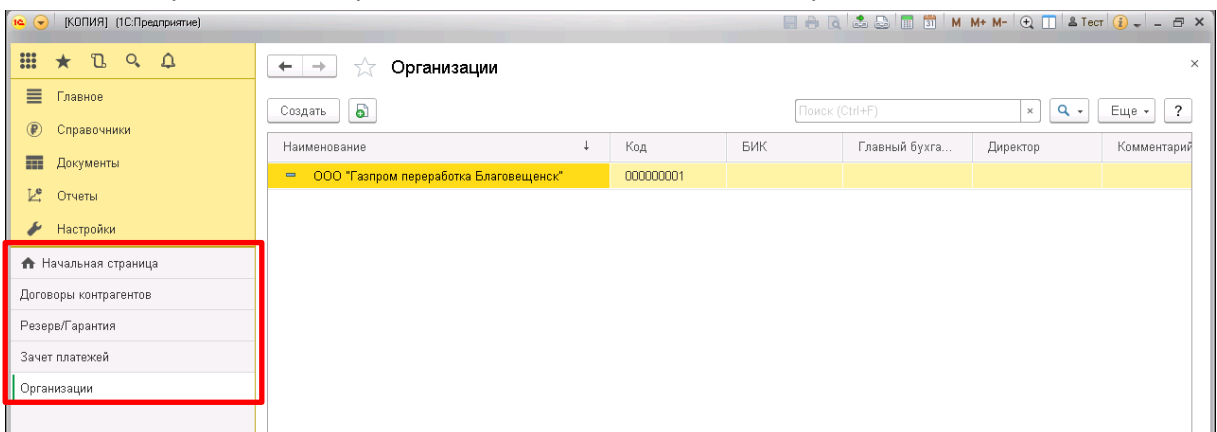 [КОПИЯ] (1С:Предприятие)
M M+ M- Тест
Главное
Справочники
Документы
Отчеты
Настройки
Начальная страница
Договоры контрагентов
Резерв/Гарантия
Зачет платежей
Организации
Организации
Создать Поиск (Ctrl+F) Еще ?
Наименование Код БИК Главный бухга... Директор Комментарий
ООО "Газпром переработка Благовещенск" 000000001